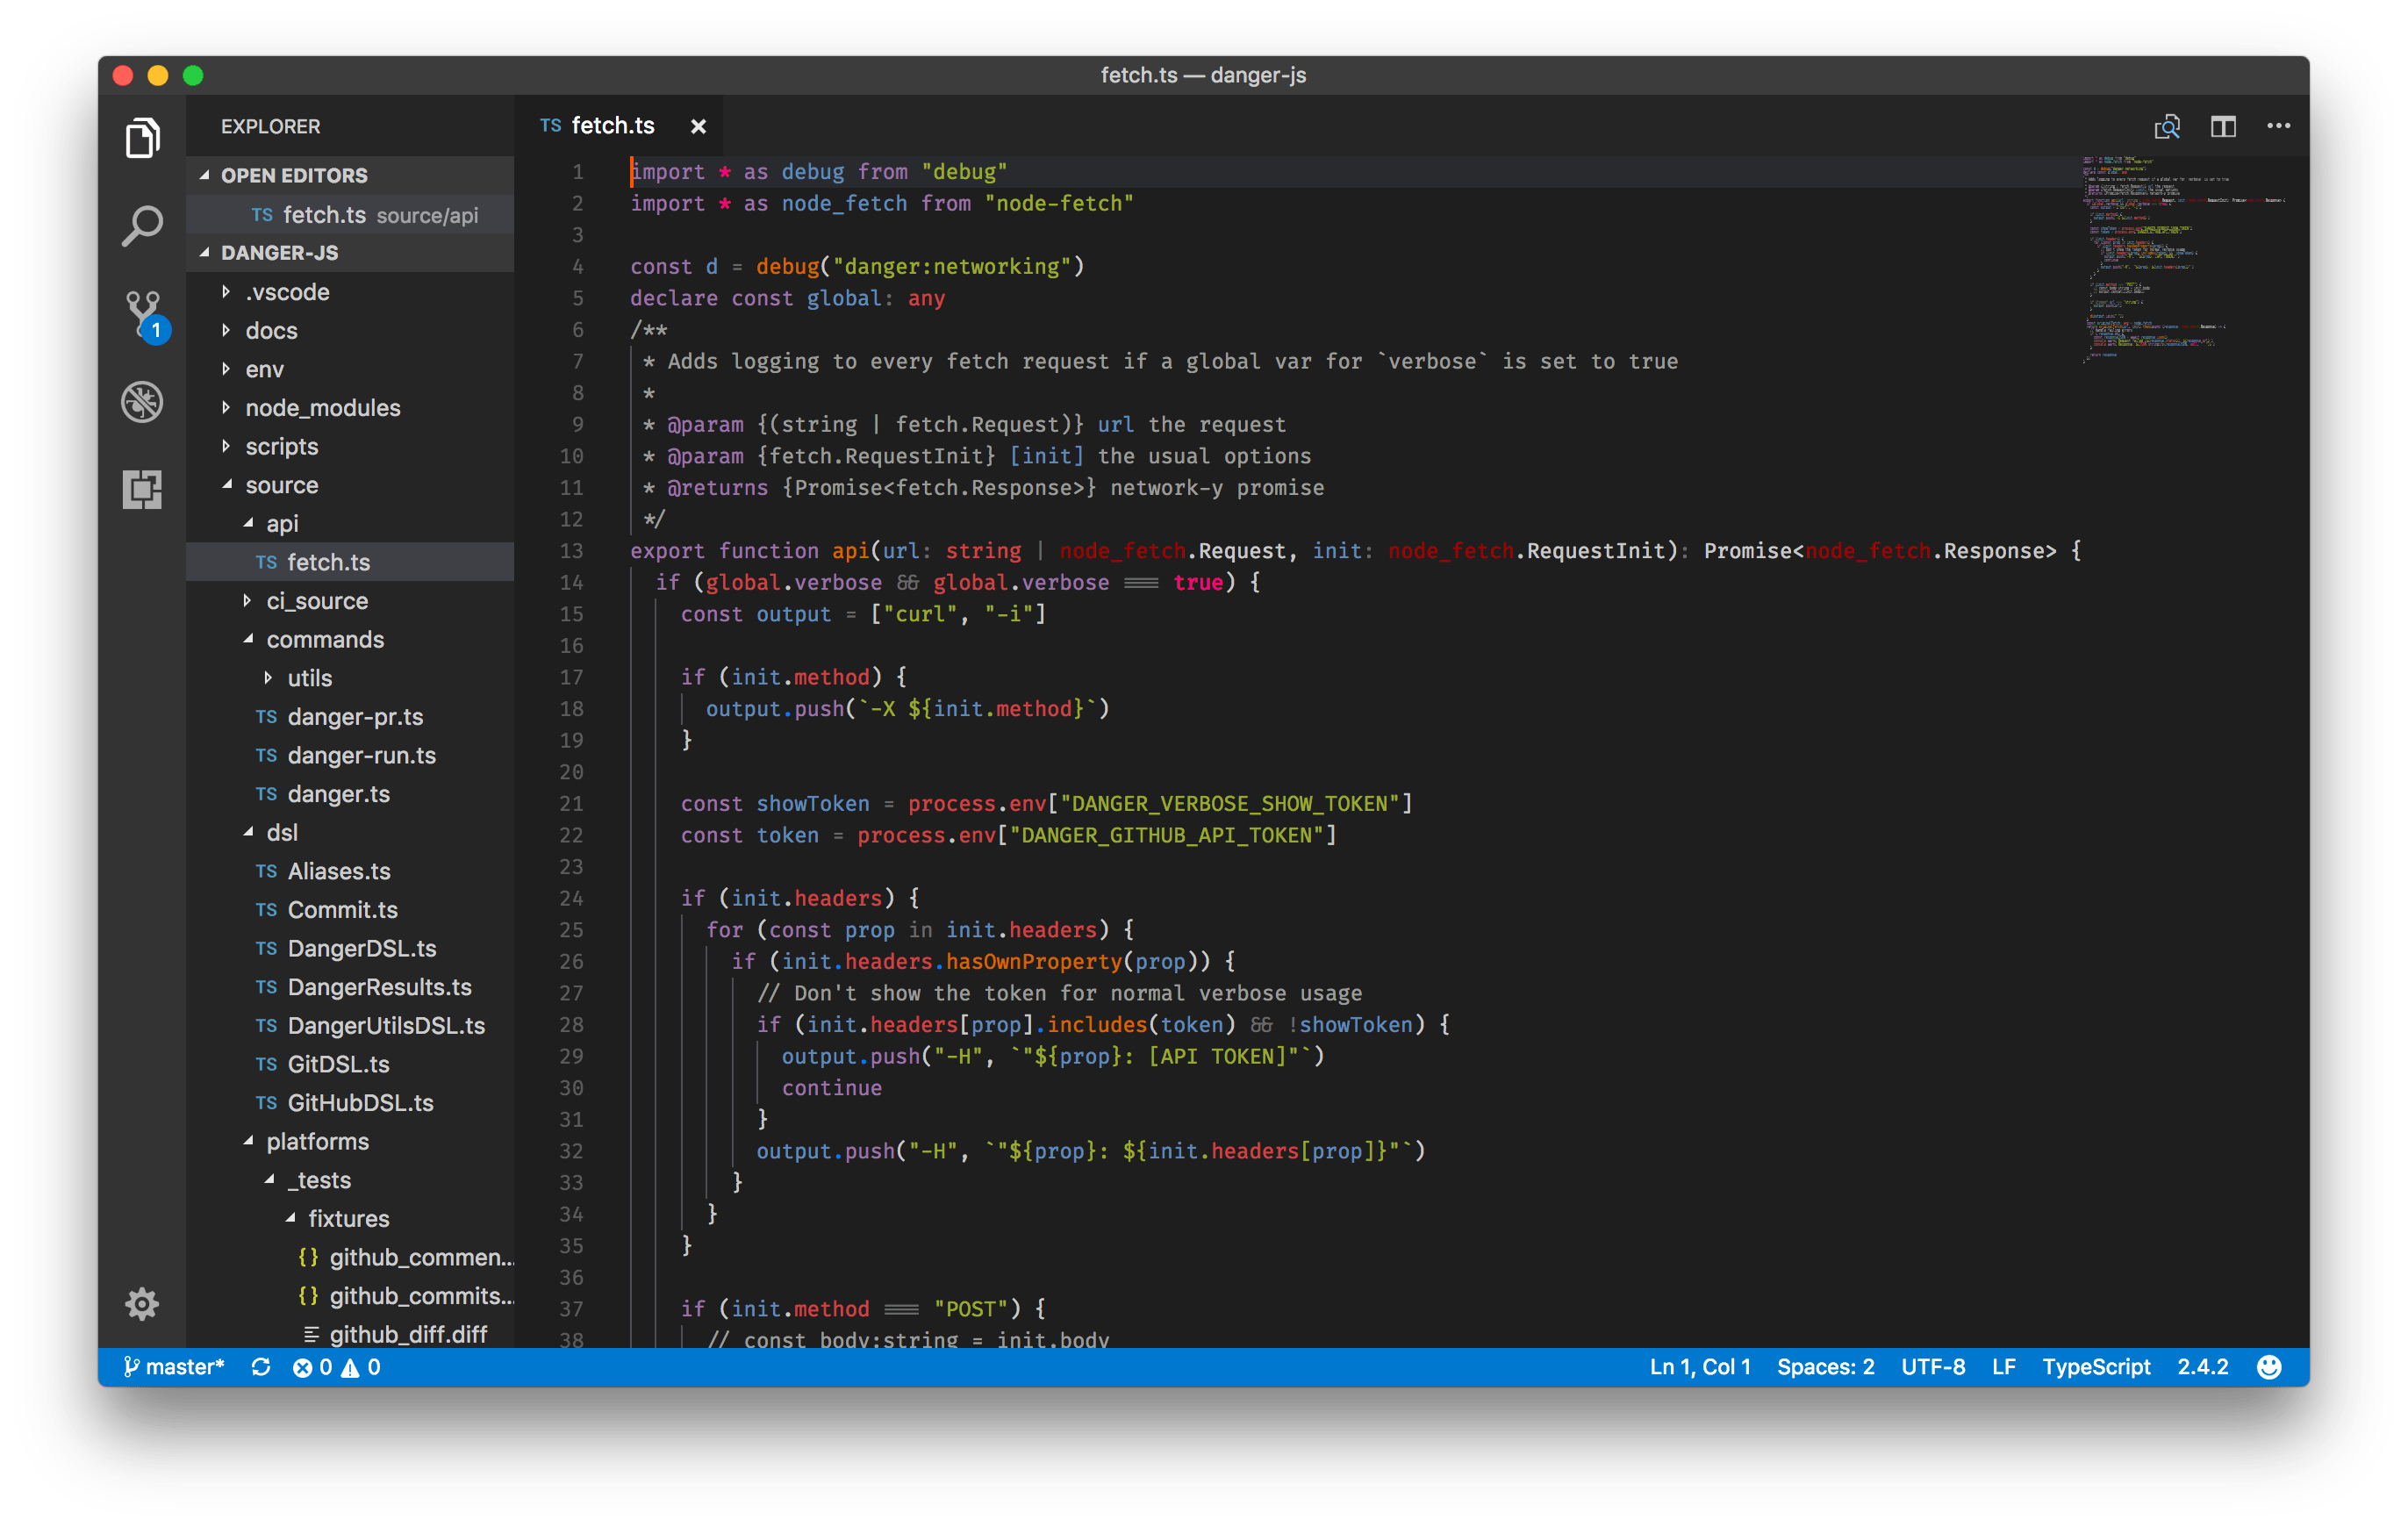 fetch.ts — danger-js
EXPLORER
OPEN EDITORS
TS fetch.ts source/api
DANGER-JS
.vscode
docs
env
node_modules
scripts
source
api
TS fetch.ts
ci_source
commands
utils
TS danger-pr.ts
TS danger-run.ts
TS danger.ts
dsl
TS Aliases.ts
TS Commit.ts
TS DangerDSL.ts
TS DangerResults.ts
TS DangerUtilsDSL.ts
TS GitDSL.ts
TS GitHubDSL.ts
platforms
_tests
fixtures
{} github_commen...
{} github_commits...
github_diff.diff
1
TS fetch.ts ×
1 import * as debug from "debug"
2 import * as node_fetch from "node-fetch"
3
4 const d = debug("danger:networking")
5 declare const global: any
6 /**
7 * Adds logging to every fetch request if a global var for `verbose` is set to true
8 *
9 * @param {(string | fetch.Request)} url the request
10 * @param {fetch.RequestInit} [init] the usual options
11 * @returns {Promise<fetch.Response>} network-y promise
12 */
13 export function api(url: string | node_fetch.Request, init: node_fetch.RequestInit): Promise<node_fetch.Response> {
14 if (global.verbose && global.verbose === true) {
15 const output = ["curl", "-i"]
16
17 if (init.method) {
18 output.push(`-X ${init.method}`)
19 }
20
21 const showToken = process.env["DANGER_VERBOSE_SHOW_TOKEN"]
22 const token = process.env["DANGER_GITHUB_API_TOKEN"]
23
24 if (init.headers) {
25 for (const prop in init.headers) {
26 if (init.headers.hasOwnProperty(prop)) {
27 // Don't show the token for normal verbose usage
28 if (init.headers[prop].includes(token) && !showToken) {
29 output.push("-H", `"${prop}: [API TOKEN]"`)
30 continue
31 }
32 output.push("-H", `"${prop}: ${init.headers[prop]}"`)
33 }
34 }
35 }
36
37 if (init.method === "POST") {
38 // const body:string = init.body
master* 0 0
Ln 1, Col 1 Spaces: 2 UTF-8 LF TypeScript 2.4.2